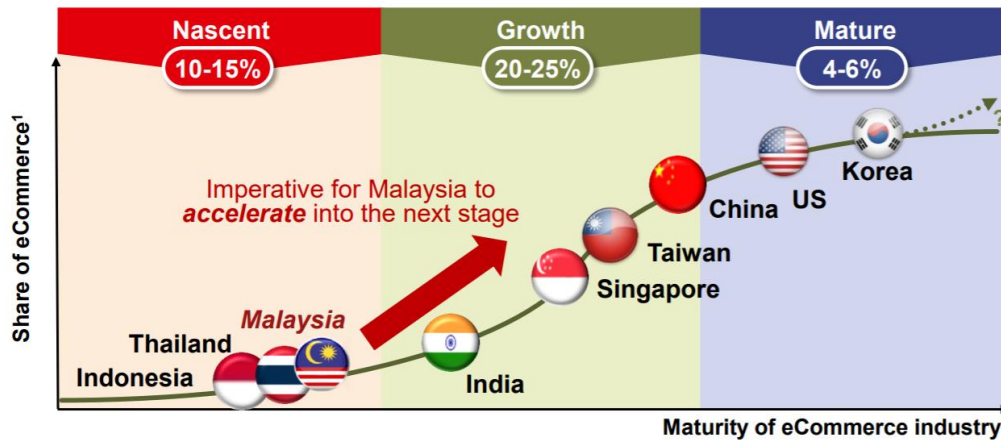 Nascent
10-15%
Growth
20-25%
Mature
4-6%
Share of eCommerce¹
Imperative for Malaysia to
accelerate into the next stage
Korea
US
China
Taiwan
Singapore
Malaysia
Thailand
Indonesia
India
?
Maturity of eCommerce industry